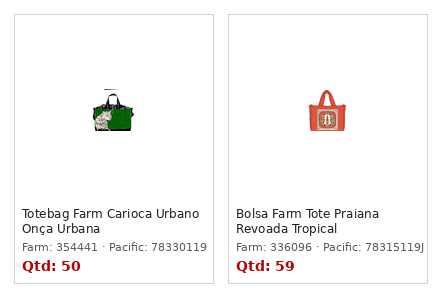 Totebag Farm Carioca Urbano
Onça Urbana
Farm: 354441 · Pacific: 78330119
Qtd: 50
Bolsa Farm Tote Praiana
Revoada Tropical
Farm: 336096 · Pacific: 78315119J
Qtd: 59